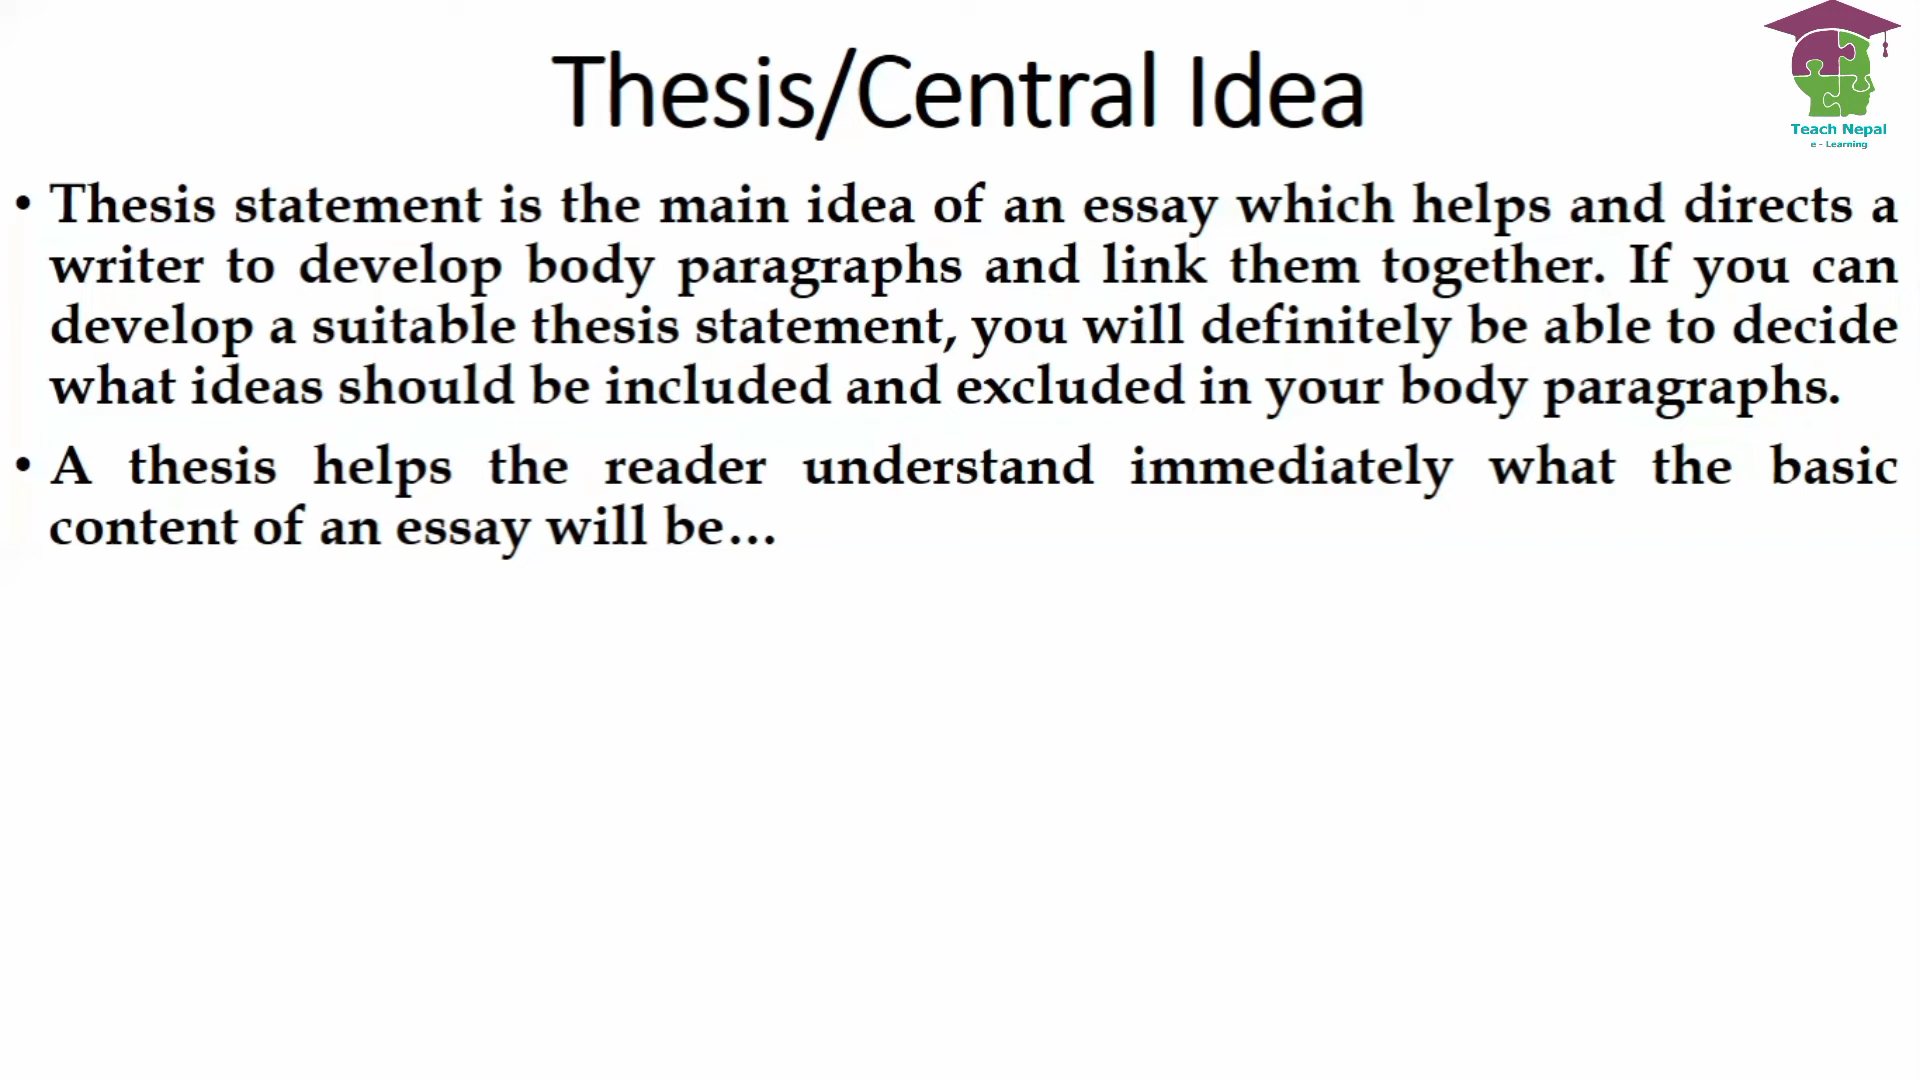 Thesis/Central Idea
Teach Nepal
e - Learning
• Thesis statement is the main idea of an essay which helps and directs a
writer to develop body paragraphs and link them together. If you can
develop a suitable thesis statement, you will definitely be able to decide
what ideas should be included and excluded in your body paragraphs.
• A thesis helps the reader understand immediately what the basic
content of an essay will be…